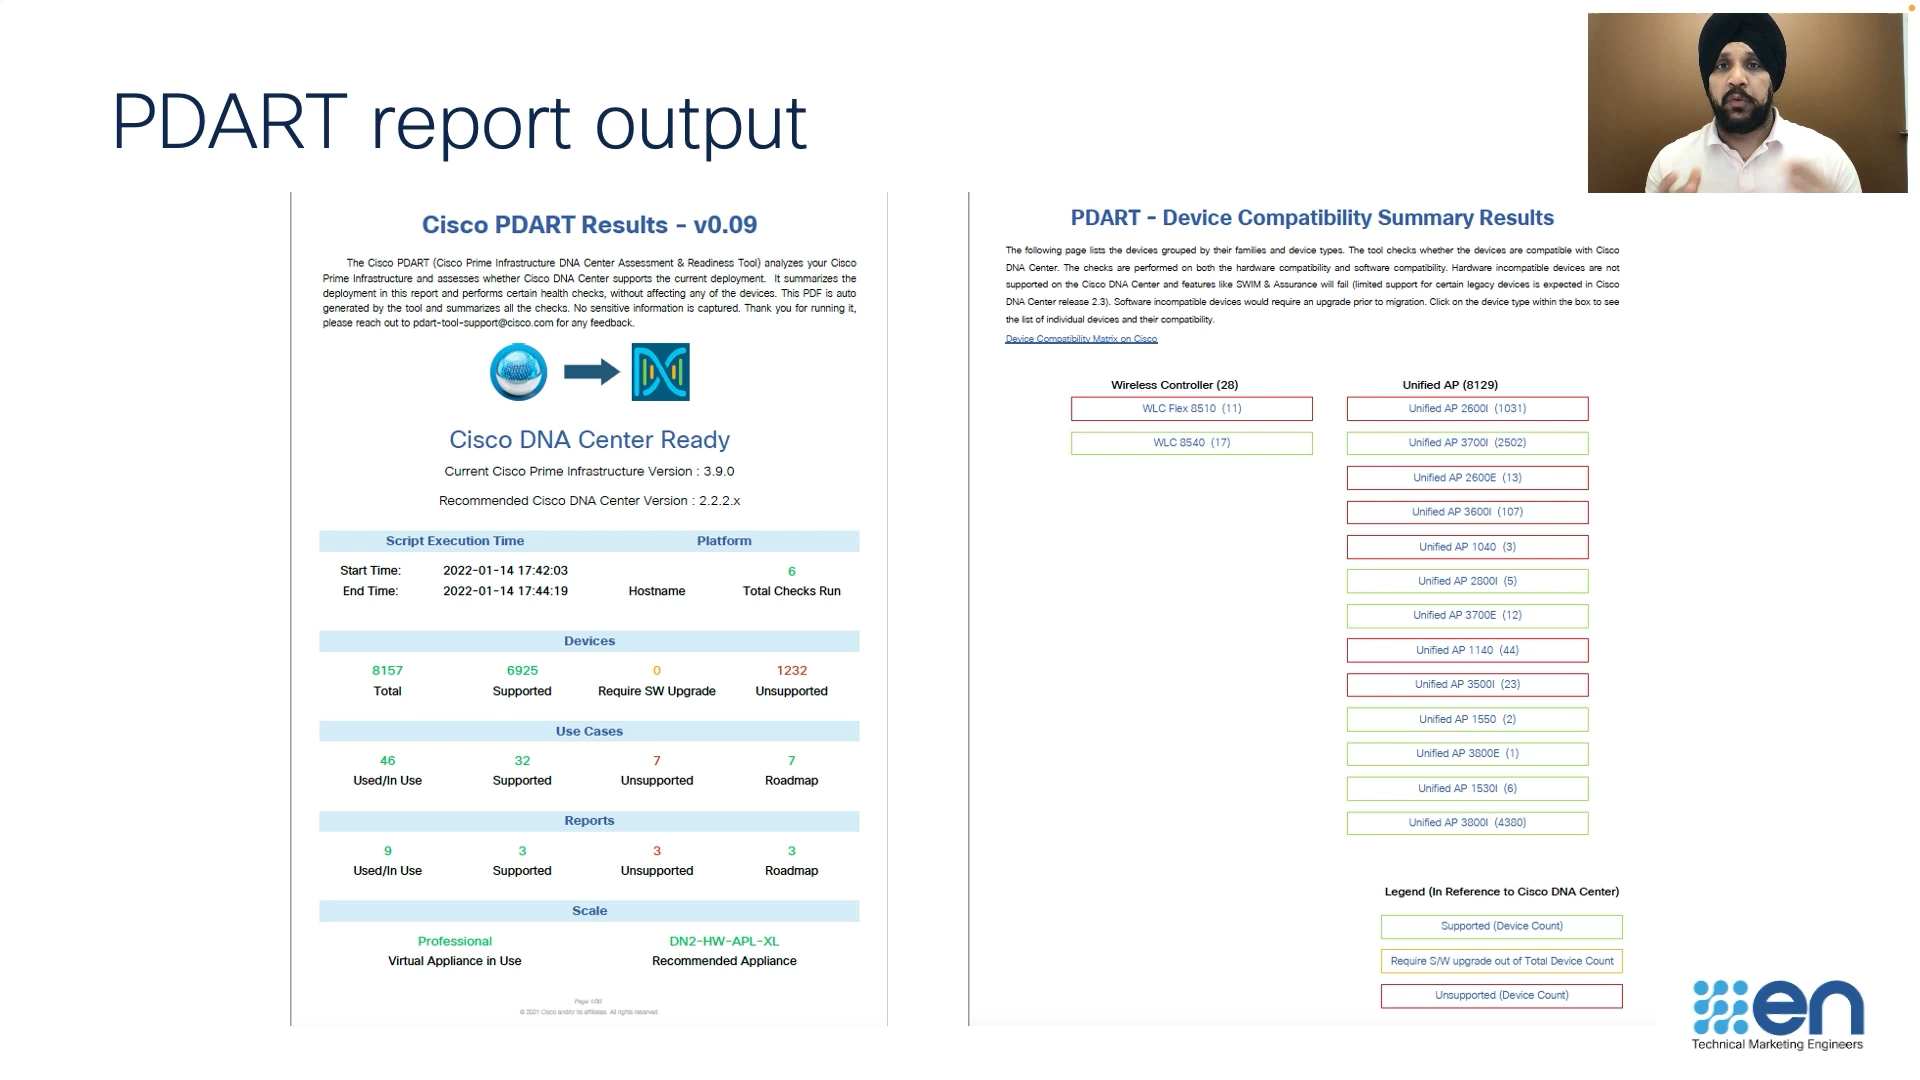 PDART report output
Cisco PDART Results - v0.09
The Cisco PDART (Cisco Prime Infrastructure DNA Center Assessment & Readiness Tool) analyzes your Cisco
Prime Infrastructure and assesses whether Cisco DNA Center supports the current deployment. It summarizes the
deployment in this report and performs certain health checks, without affecting any of the devices. This PDF is auto
generated by the tool and summarizes all the checks. No sensitive information is captured. Thank you for running it,
please reach out to pdart-tool-support@cisco.com for any feedback.
Cisco DNA Center Ready
Current Cisco Prime Infrastructure Version : 3.9.0
Recommended Cisco DNA Center Version : 2.2.2.x
Script Execution Time Platform
Start Time: 2022-01-14 17:42:03 6
End Time: 2022-01-14 17:44:19 Hostname Total Checks Run
Devices
8157 6925 0 1232
Total Supported Require SW Upgrade Unsupported
Use Cases
46 32 7 7
Used/In Use Supported Unsupported Roadmap
Reports
9 3 3 3
Used/In Use Supported Unsupported Roadmap
Scale
Professional DN2-HW-APL-XL
Virtual Appliance in Use Recommended Appliance
Page 1/30
© 2021 Cisco and/or its affiliates. All rights reserved.
PDART - Device Compatibility Summary Results
The following page lists the devices grouped by their families and device types. The tool checks whether the devices are compatible with Cisco
DNA Center. The checks are performed on both the hardware compatibility and software compatibility. Hardware incompatible devices are not
supported on the Cisco DNA Center and features like SWIM & Assurance will fail (limited support for certain legacy devices is expected in Cisco
DNA Center release 2.3). Software incompatible devices would require an upgrade prior to migration. Click on the device type within the box to see
the list of individual devices and their compatibility.
Device Compatibility Matrix on Cisco
Wireless Controller (28) Unified AP (8129)
WLC Flex 8510 (11) Unified AP 2600I (1031)
WLC 8540 (17) Unified AP 3700I (2502)
Unified AP 2600E (13)
Unified AP 3600I (107)
Unified AP 1040 (3)
Unified AP 2800I (5)
Unified AP 3700E (12)
Unified AP 1140 (44)
Unified AP 3500I (23)
Unified AP 1550 (2)
Unified AP 3800E (1)
Unified AP 1530I (6)
Unified AP 3800I (4380)
Legend (In Reference to Cisco DNA Center)
Supported (Device Count)
Require S/W upgrade out of Total Device Count
Unsupported (Device Count)
en
Technical Marketing Engineers